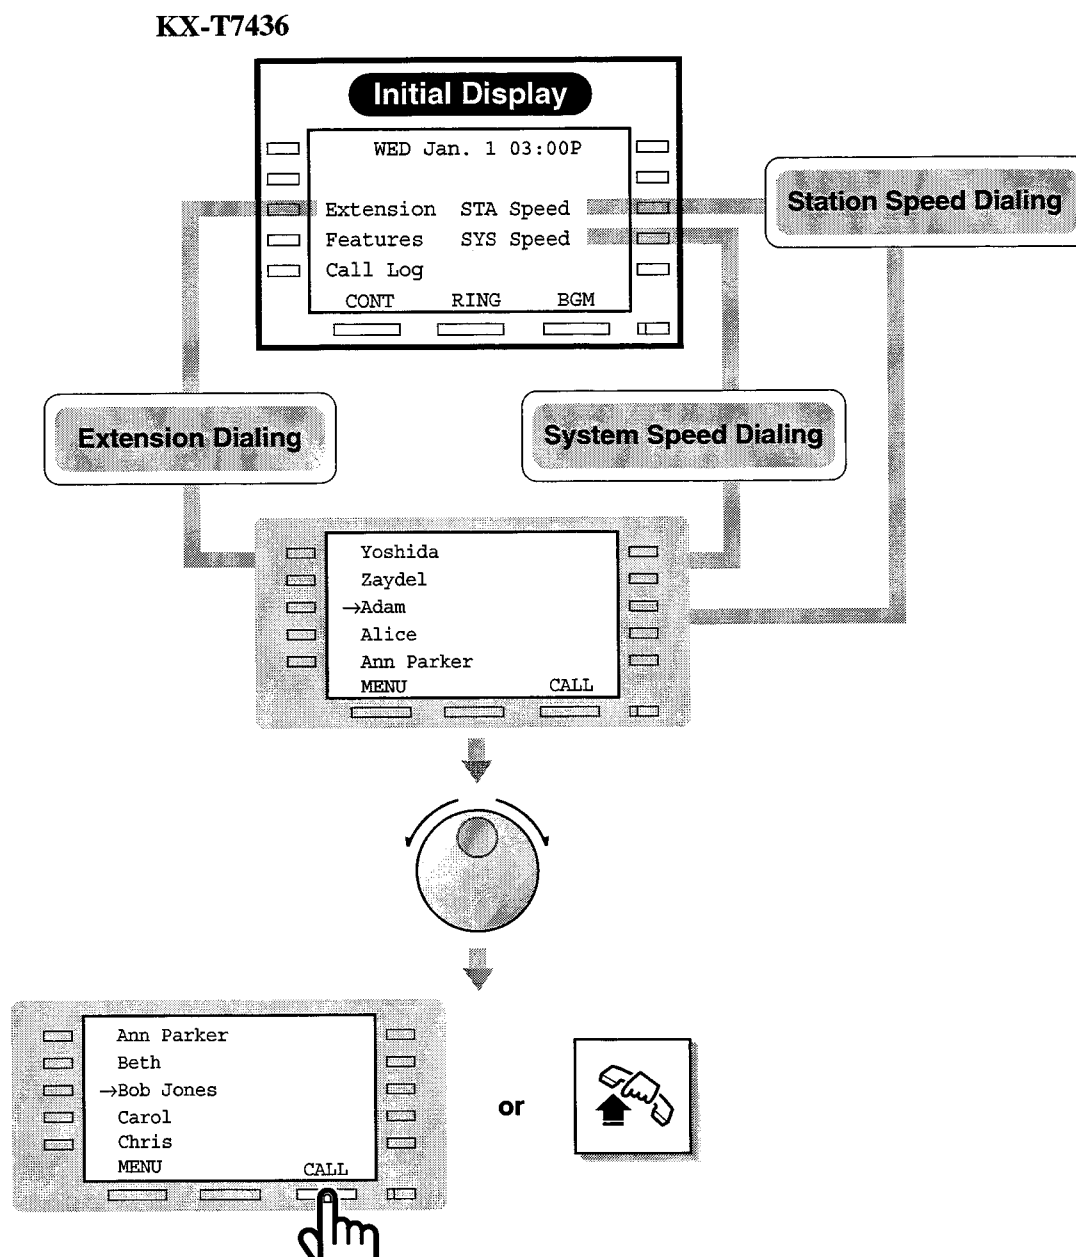 KX-T7436
Initial Display
WED Jan. 1 03:00P
Extension STA Speed
Features SYS Speed
Call Log
CONT RING BGM
Station Speed Dialing
Extension Dialing
System Speed Dialing
Yoshida
Zaydel
→Adam
Alice
Ann Parker
MENU CALL
Ann Parker
Beth
→Bob Jones
Carol
Chris
MENU CALL
or